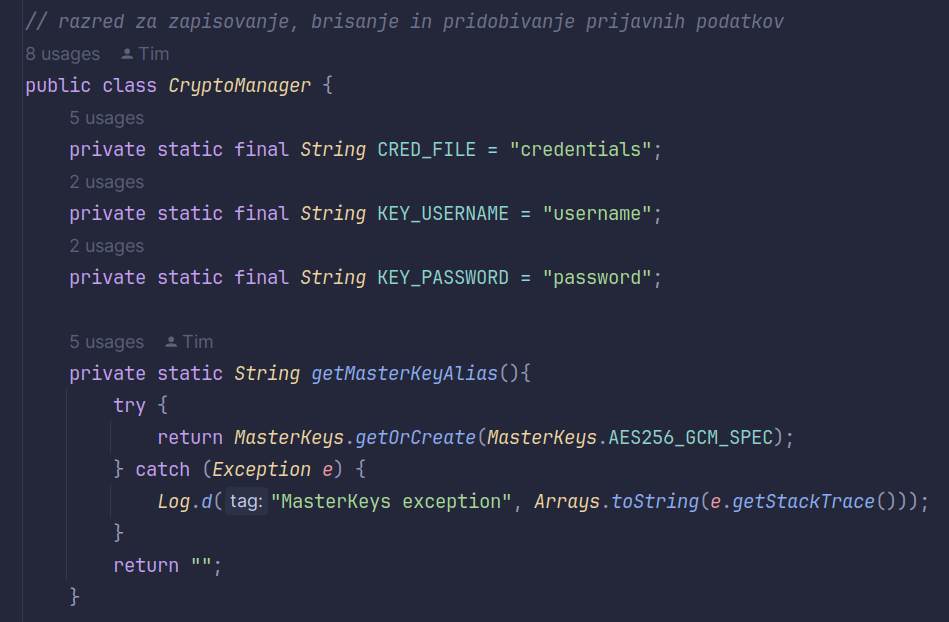 // razred za zapisovanje, brisanje in pridobivanje prijavnih podatkov
8 usages Tim
public class CryptoManager {
5 usages
private static final String CRED_FILE = "credentials";
2 usages
private static final String KEY_USERNAME = "username";
2 usages
private static final String KEY_PASSWORD = "password";
5 usages Tim
private static String getMasterKeyAlias(){
try {
return MasterKeys.getOrCreate(MasterKeys.AES256_GCM_SPEC);
} catch (Exception e) {
Log.d( tag: "MasterKeys exception", Arrays.toString(e.getStackTrace()));
}
return "";
}